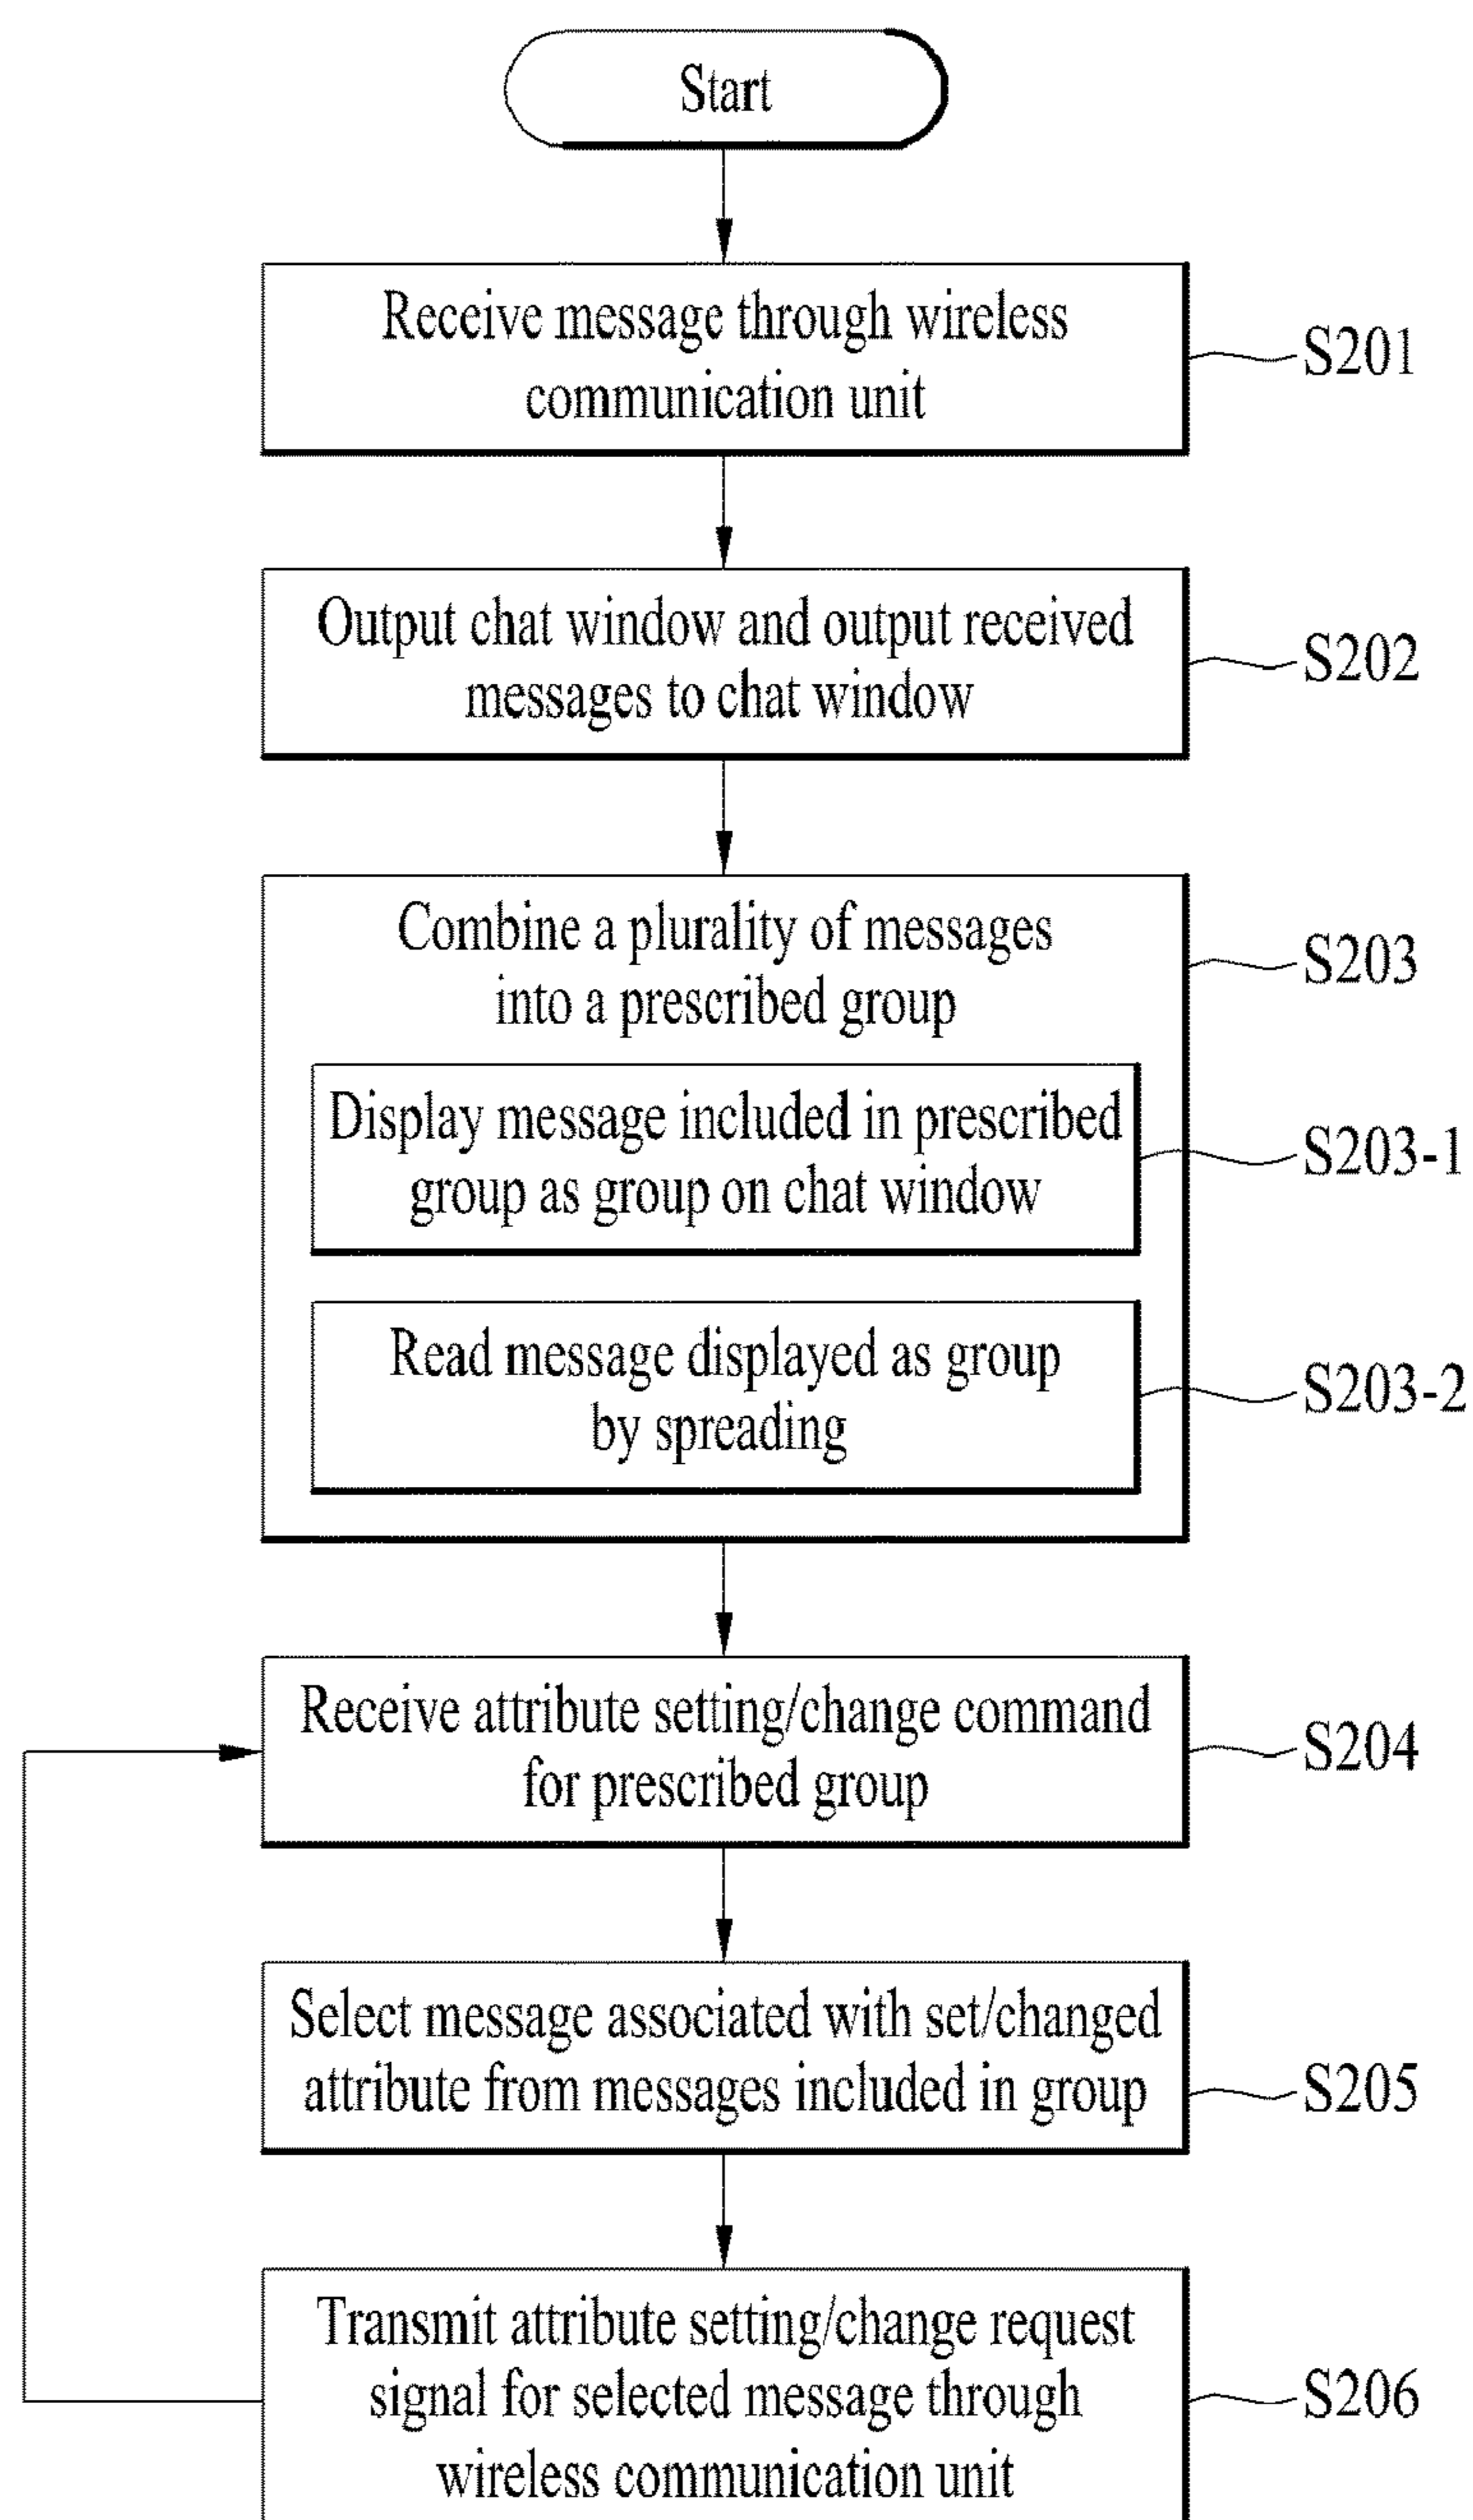 Start
Receive message through wireless
communication unit
S201
Output chat window and output received
messages to chat window
S202
Combine a plurality of messages
into a prescribed group
S203
Display message included in prescribed
group as group on chat window
S203-1
Read message displayed as group
by spreading
S203-2
Receive attribute setting/change command
for prescribed group
S204
Select message associated with set/changed
attribute from messages included in group
S205
Transmit attribute setting/change request
signal for selected message through
wireless communication unit
S206